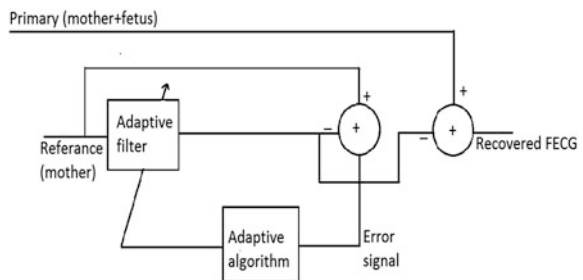 Primary (mother+fetus)
+
+
Adaptive
filter
−
+
−
+
Referance
(mother)
Recovered FECG
Adaptive
algorithm
Error
signal